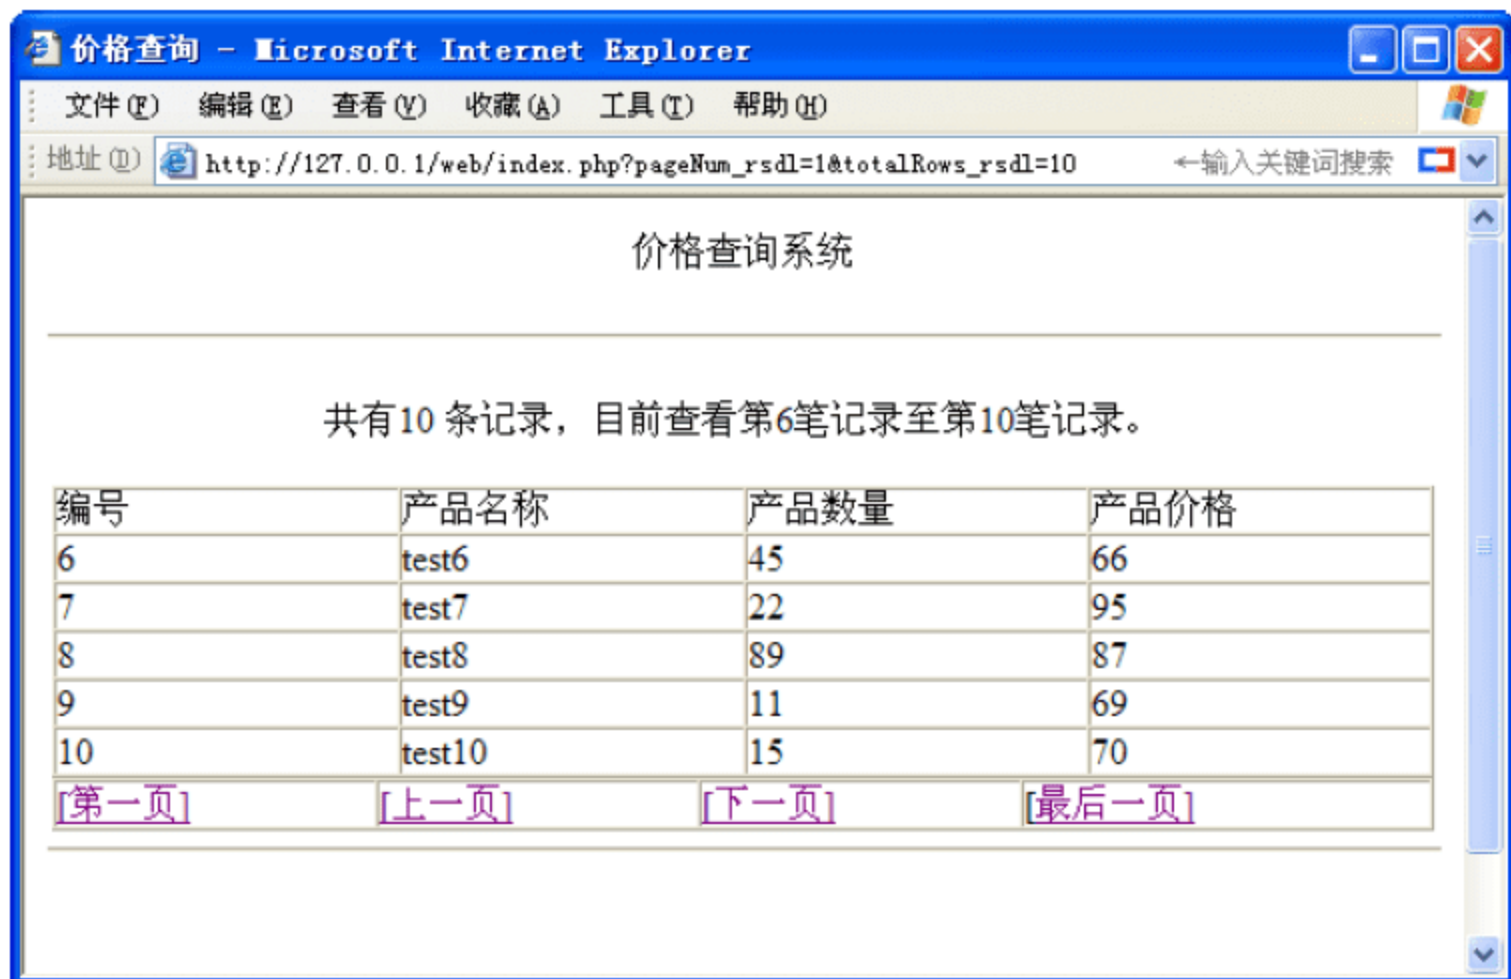 价格查询 - Microsoft Internet Explorer
文件(F) 编辑(E) 查看(V) 收藏(A) 工具(T) 帮助(H)
地址(D) http://127.0.0.1/web/index.php?pageNum_rsdl=1&totalRows_rsdl=10 ←输入关键词搜索
价格查询系统
共有10 条记录，目前查看第6笔记录至第10笔记录。
编号 产品名称 产品数量 产品价格
6 test6 45 66
7 test7 22 95
8 test8 89 87
9 test9 11 69
10 test10 15 70
[第一页] [上一页] [下一页] [最后一页]